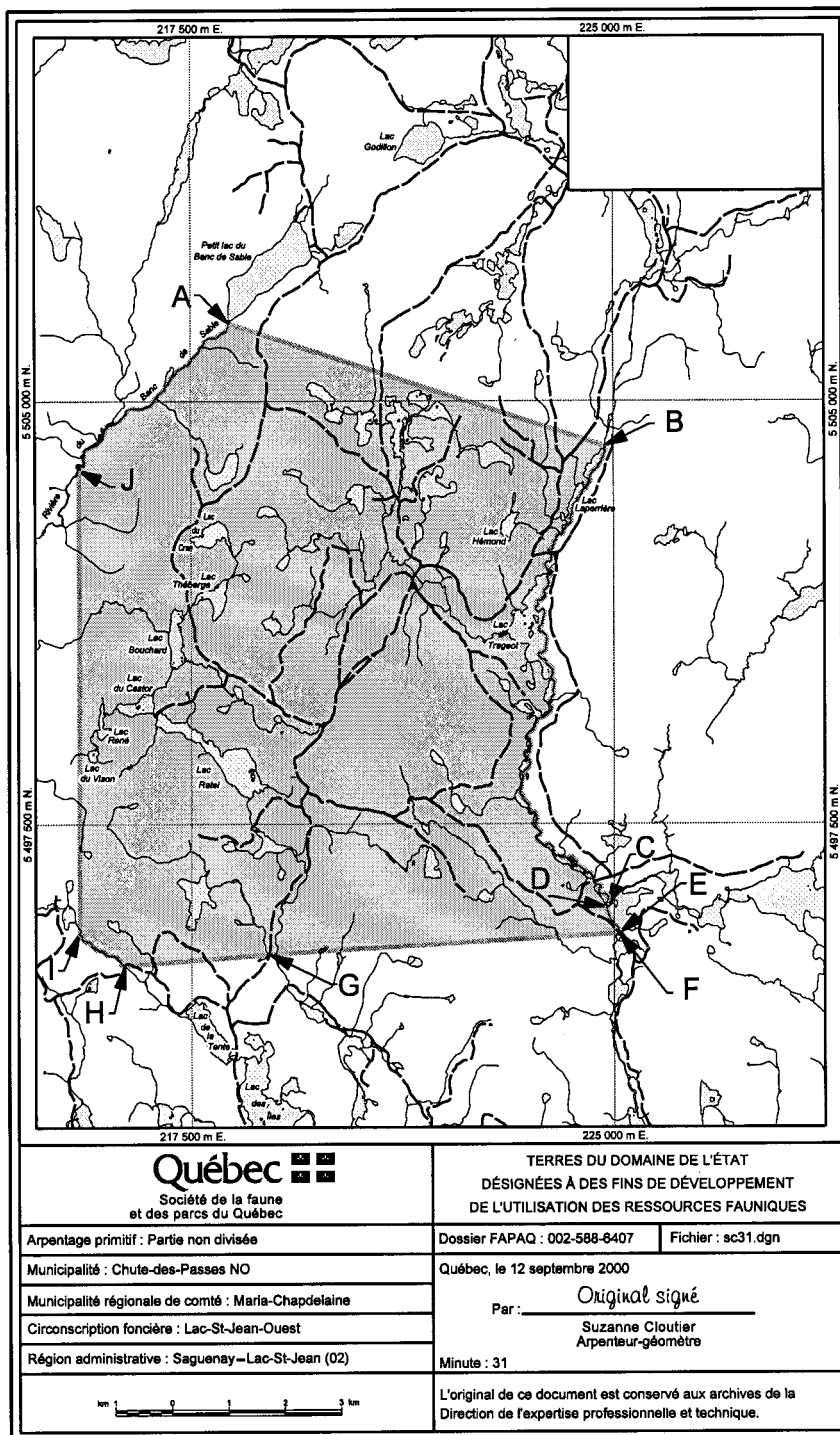 217 500 m E.
225 000 m E.
Lac
Godillon
Petit lac du
Banc de Sable
A
Rivière du Banc de Sable
5 505 000 m N.
5 505 000 m N.
B
J
Lac
Laperrière
Lac
Hémond
Lac
du
Cran
Lac
Théberge
Lac
Trageol
Lac
Bouchard
Lac
du Castor
Lac
René
Lac
du Vison
Lac
Ratel
5 497 500 m N.
5 497 500 m N.
C
D
E
I
H
G
F
Lac
de la
Tente
Lac
des
Îles
217 500 m E.
225 000 m E.
Québec
Société de la faune
et des parcs du Québec
TERRES DU DOMAINE DE L'ÉTAT
DÉSIGNÉES À DES FINS DE DÉVELOPPEMENT
DE L'UTILISATION DES RESSOURCES FAUNIQUES
Arpentage primitif : Partie non divisée
Dossier FAPAQ : 002-588-6407
Fichier : sc31.dgn
Municipalité : Chute-des-Passes NO
Québec, le 12 septembre 2000
Municipalité régionale de comté : Maria-Chapdelaine
Par : Original signé
Suzanne Cloutier
Arpenteur-géomètre
Circonscription foncière : Lac-St-Jean-Ouest
Région administrative : Saguenay–Lac-St-Jean (02)
Minute : 31
km 1 0 1 2 3 km
L'original de ce document est conservé aux archives de la
Direction de l'expertise professionnelle et technique.